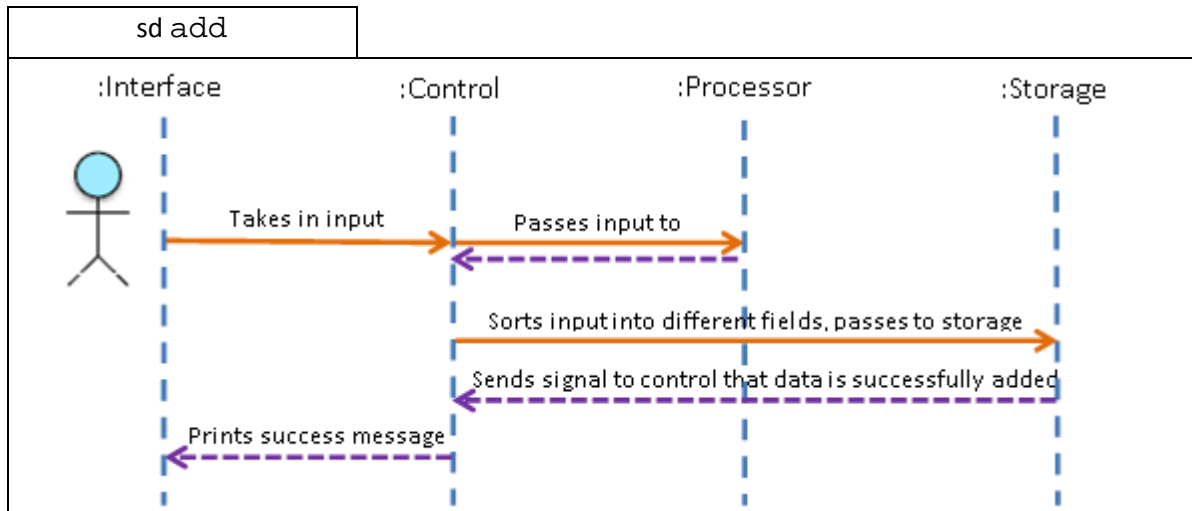 sd add
:Interface :Control :Processor :Storage
Takes in input
Passes input to
Sorts input into different fields, passes to storage
Sends signal to control that data is successfully added
Prints success message